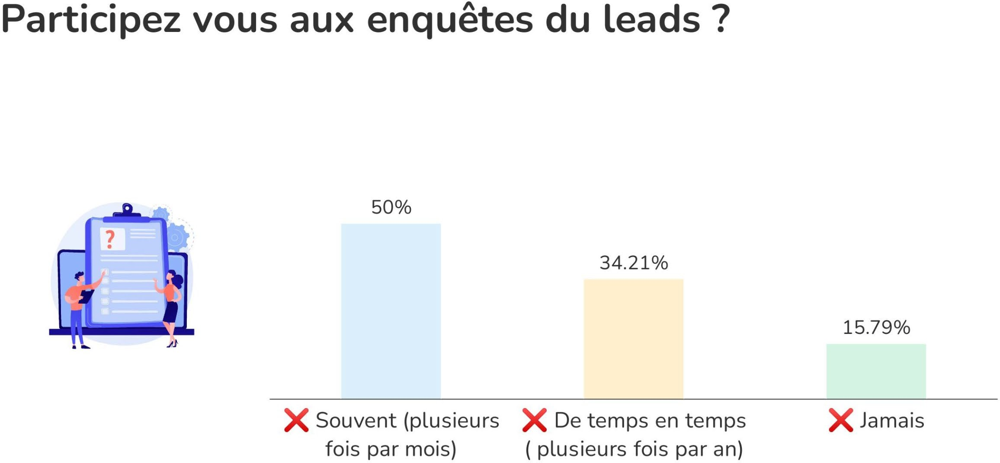 Participez vous aux enquêtes du leads ?
?
50%
34.21%
15.79%
❌ Souvent (plusieurs
fois par mois)
❌ De temps en temps
( plusieurs fois par an)
❌ Jamais